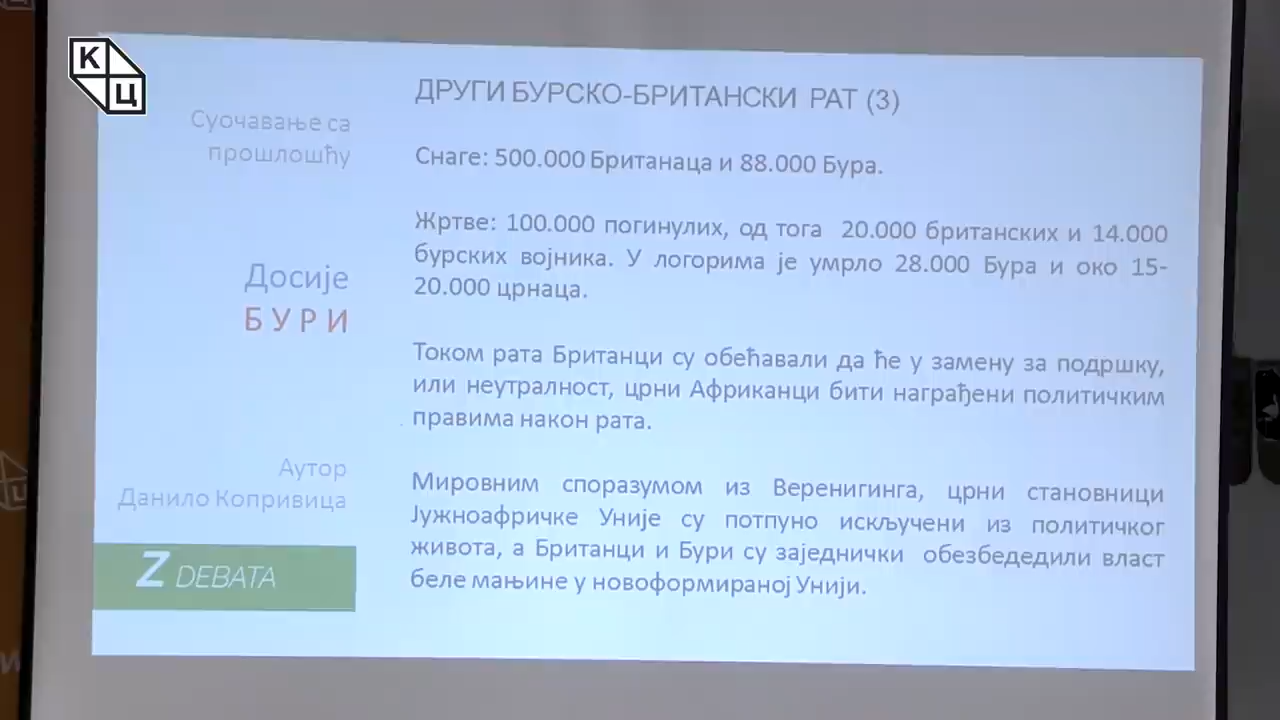 К
Ц
Суочавање са
прошлошћу
Досије
БУРИ
Аутор
Данило Копривица
Z DEBATA
ДРУГИ БУРСКО-БРИТАНСКИ РАТ (3)
Снаге: 500.000 Британаца и 88.000 Бура.
Жртве: 100.000 погинулих, од тога 20.000 британских и 14.000
бурских војника. У логорима је умрло 28.000 Бура и око 15-
20.000 црнаца.
Током рата Британци су обећавали да ће у замену за подршку,
или неутралност, црни Африканци бити награђени политичким
правима након рата.
Мировним споразумом из Веренигинга, црни становници
Јужноафричке Уније су потпуно искључени из политичког
живота, а Британци и Бури су заједнички обезбедедили власт
беле мањине у новоформираној Унији.